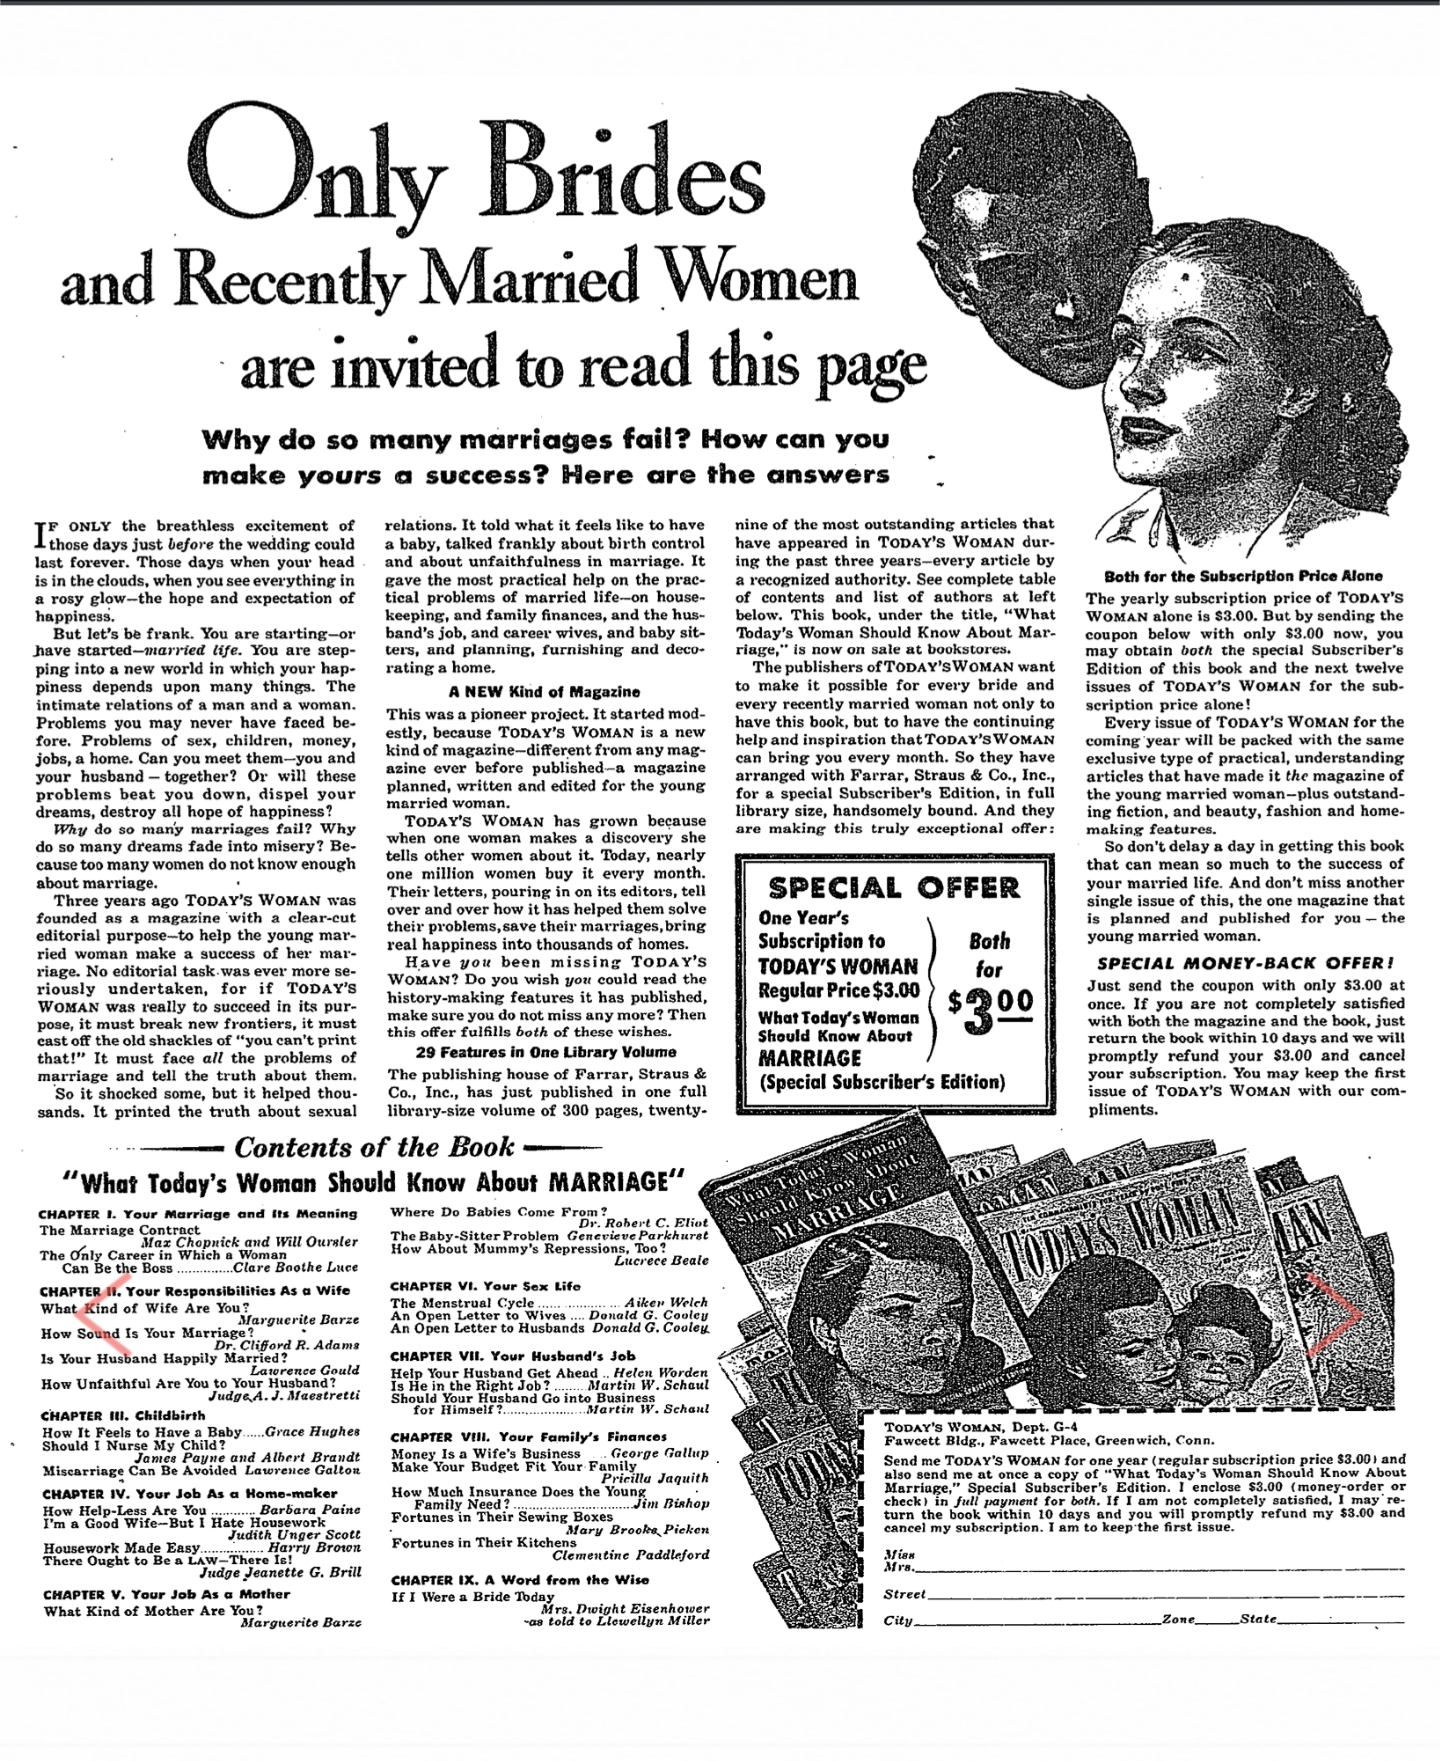 Only Brides
and Recently Married Women
are invited to read this page
Why do so many marriages fail? How can you
make yours a success? Here are the answers
IF ONLY the breathless excitement of
those days just before the wedding could
last forever. Those days when your head
is in the clouds, when you see everything in
a rosy glow—the hope and expectation of
happiness.
But let's be frank. You are starting—or
have started—married life. You are step-
ping into a new world in which your hap-
piness depends upon many things. The
intimate relations of a man and a woman.
Problems you may never have faced be-
fore. Problems of sex, children, money,
jobs, a home. Can you meet them—you and
your husband—together? Or will these
problems beat you down, dispel your
dreams, destroy all hope of happiness?
Why do so many marriages fail? Why
do so many dreams fade into misery? Be-
cause too many women do not know enough
about marriage.
Three years ago TODAY'S WOMAN was
founded as a magazine with a clear-cut
editorial purpose—to help the young mar-
ried woman make a success of her mar-
riage. No editorial task was ever more se-
riously undertaken, for if TODAY'S
WOMAN was really to succeed in its pur-
pose, it must break new frontiers, it must
cast off the old shackles of "you can't print
that!" It must face all the problems of
marriage and tell the truth about them.
So it shocked some, but it helped thou-
sands. It printed the truth about sexual
relations. It told what it feels like to have
a baby, talked frankly about birth control
and about unfaithfulness in marriage. It
gave the most practical help on the prac-
tical problems of married life—on house-
keeping, and family finances, and the hus-
band's job, and career wives, and baby sit-
ters, and planning, furnishing and deco-
rating a home.
A NEW Kind of Magazine
This was a pioneer project. It started mod-
estly, because TODAY'S WOMAN is a new
kind of magazine—different from any mag-
azine ever before published—a magazine
planned, written and edited for the young
married woman.
TODAY'S WOMAN has grown because
when one woman makes a discovery she
tells other women about it. Today, nearly
one million women buy it every month.
Their letters, pouring in on its editors, tell
over and over how it has helped them solve
their problems, save their marriages, bring
real happiness into thousands of homes.
Have you been missing TODAY'S
WOMAN? Do you wish you could read the
history-making features it has published,
make sure you do not miss any more? Then
this offer fulfills both of these wishes.
29 Features in One Library Volume
The publishing house of Farrar, Straus &
Co., Inc., has just published in one full
library-size volume of 300 pages, twenty-
nine of the most outstanding articles that
have appeared in TODAY'S WOMAN dur-
ing the past three years—every article by
a recognized authority. See complete table
of contents and list of authors at left
below. This book, under the title, "What
Today's Woman Should Know About Mar-
riage," is now on sale at bookstores.
The publishers of TODAY'S WOMAN want
to make it possible for every bride and
every recently married woman not only to
have this book, but to have the continuing
help and inspiration that TODAY'S WOMAN
can bring you every month. So they have
arranged with Farrar, Straus & Co., Inc.,
for a special Subscriber's Edition, in full
library size, handsomely bound. And they
are making this truly exceptional offer:
SPECIAL OFFER
One Year's
Subscription to
TODAY'S WOMAN
Regular Price $3.00
What Today's Woman
Should Know About
MARRIAGE
(Special Subscriber's Edition)
Both
for
$3.00
Both for the Subscription Price Alone
The yearly subscription price of TODAY'S
WOMAN alone is $3.00. But by sending the
coupon below with only $3.00 now, you
may obtain both the special Subscriber's
Edition of this book and the next twelve
issues of TODAY'S WOMAN for the sub-
scription price alone!
Every issue of TODAY'S WOMAN for the
coming year will be packed with the same
exclusive type of practical, understanding
articles that have made it the magazine of
the young married woman—plus outstand-
ing fiction, and beauty, fashion and home-
making features.
So don't delay a day in getting this book
that can mean so much to the success of
your married life. And don't miss another
single issue of this, the one magazine that
is planned and published for you—the
young married woman.
SPECIAL MONEY-BACK OFFER!
Just send the coupon with only $3.00 at
once. If you are not completely satisfied
with both the magazine and the book, just
return the book within 10 days and we will
promptly refund your $3.00 and cancel
your subscription. You may keep the first
issue of TODAY'S WOMAN with our com-
pliments.
Contents of the Book
"What Today's Woman Should Know About MARRIAGE"
CHAPTER I. Your Marriage and Its Meaning
The Marriage Contract
Max Chopnick and Will Oursler
The Only Career in Which a Woman
Can Be the Boss ...............Clare Boothe Luce
CHAPTER II. Your Responsibilities As a Wife
What Kind of Wife Are You?
Marguerite Barze
How Sound Is Your Marriage?
Dr. Clifford R. Adams
Is Your Husband Happily Married?
Lawrence Gould
How Unfaithful Are You to Your Husband?
Judge A. J. Maestretti
CHAPTER III. Childbirth
How It Feels to Have a Baby......Grace Hughes
Should I Nurse My Child?
James Payne and Albert Brandt
Miscarriage Can Be Avoided Lawrence Galton
CHAPTER IV. Your Job As a Home-maker
How Help-Less Are You ........... Barbara Paine
I'm a Good Wife—But I Hate Housework
Judith Unger Scott
Housework Made Easy................ Harry Brown
There Ought to Be a LAW—There Is!
Judge Jeanette G. Brill
CHAPTER V. Your Job As a Mother
What Kind of Mother Are You?
Marguerite Barze
Where Do Babies Come From?
Dr. Robert C. Eliot
The Baby-Sitter Problem Genevieve Parkhurst
How About Mummy's Repressions, Too?
Lucrece Beale
CHAPTER VI. Your Sex Life
The Menstrual Cycle .................... Aiken Welch
An Open Letter to Wives .... Donald G. Cooley
An Open Letter to Husbands Donald G. Cooley
CHAPTER VII. Your Husband's Job
Help Your Husband Get Ahead .. Helen Worden
Is He in the Right Job? .........Martin W. Schaul
Should Your Husband Go into Business
for Himself?......................Martin W. Schaul
CHAPTER VIII. Your Family's Finances
Money Is a Wife's Business .... George Gallup
Make Your Budget Fit Your Family
Pricilla Jaquith
How Much Insurance Does the Young
Family Need?..............................Jim Bishop
Fortunes in Their Sewing Boxes
Mary Brooks Picken
Fortunes in Their Kitchens
Clementine Paddleford
CHAPTER IX. A Word from the Wise
If I Were a Bride Today
Mrs. Dwight Eisenhower
-as told to Llewellyn Miller
What Today's Woman
Should Know About
MARRIAGE
TODAY'S WOMAN
TODAY'S WOMAN, Dept. G-4
Fawcett Bldg., Fawcett Place, Greenwich, Conn.
Send me TODAY'S WOMAN for one year (regular subscription price $3.00) and
also send me at once a copy of "What Today's Woman Should Know About
Marriage," Special Subscriber's Edition. I enclose $3.00 (money-order or
check) in full payment for both. If I am not completely satisfied, I may re-
turn the book within 10 days and you will promptly refund my $3.00 and
cancel my subscription. I am to keep the first issue.
Miss
Mrs.
Street
City Zone State